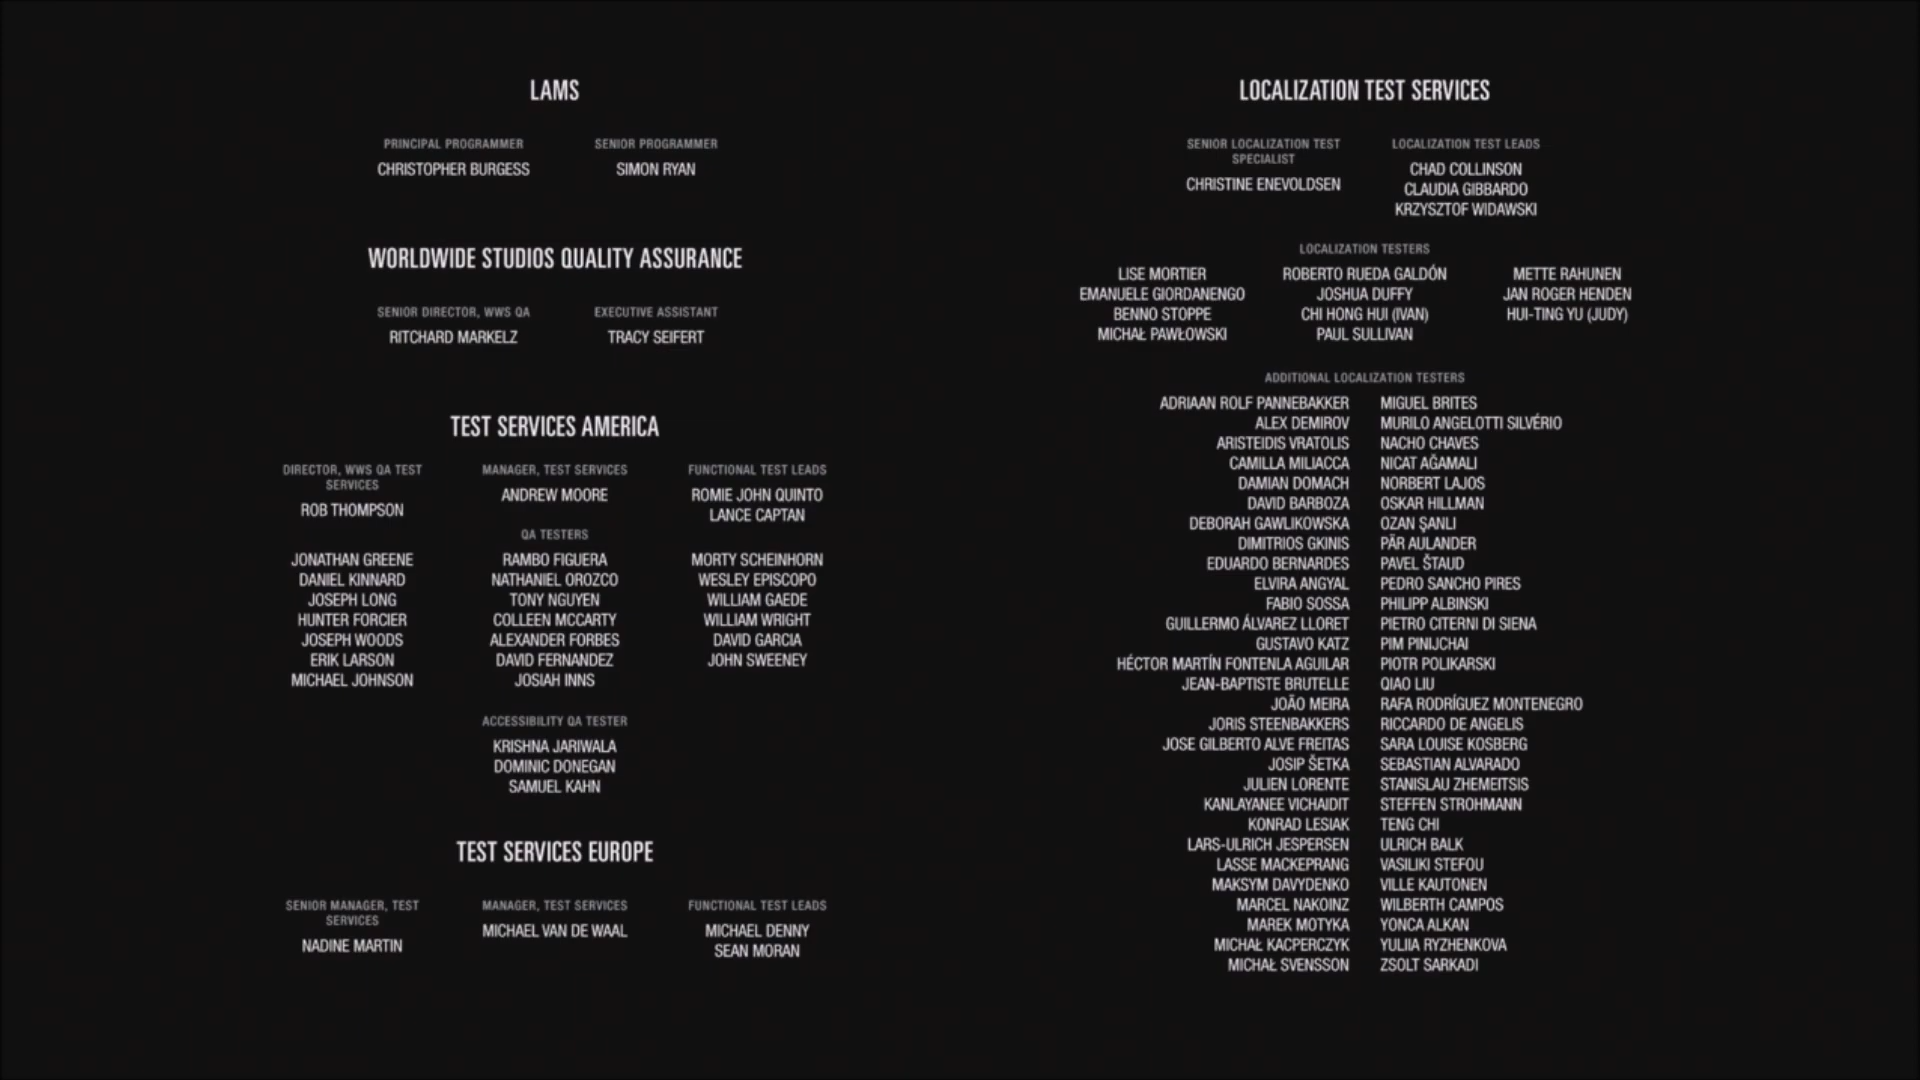 LAMS
PRINCIPAL PROGRAMMER
CHRISTOPHER BURGESS
SENIOR PROGRAMMER
SIMON RYAN
WORLDWIDE STUDIOS QUALITY ASSURANCE
SENIOR DIRECTOR, WWS QA
RITCHARD MARKELZ
EXECUTIVE ASSISTANT
TRACY SEIFERT
TEST SERVICES AMERICA
DIRECTOR, WWS QA TEST
SERVICES
ROB THOMPSON
MANAGER, TEST SERVICES
ANDREW MOORE
FUNCTIONAL TEST LEADS
ROMIE JOHN QUINTO
LANCE CAPTAN
QA TESTERS
JONATHAN GREENE
DANIEL KINNARD
JOSEPH LONG
HUNTER FORCIER
JOSEPH WOODS
ERIK LARSON
MICHAEL JOHNSON
RAMBO FIGUERA
NATHANIEL OROZCO
TONY NGUYEN
COLLEEN MCCARTY
ALEXANDER FORBES
DAVID FERNANDEZ
JOSIAH INNS
MORTY SCHEINHORN
WESLEY EPISCOPO
WILLIAM GAEDE
WILLIAM WRIGHT
DAVID GARCIA
JOHN SWEENEY
ACCESSIBILITY QA TESTER
KRISHNA JARIWALA
DOMINIC DONEGAN
SAMUEL KAHN
TEST SERVICES EUROPE
SENIOR MANAGER, TEST
SERVICES
NADINE MARTIN
MANAGER, TEST SERVICES
MICHAEL VAN DE WAAL
FUNCTIONAL TEST LEADS
MICHAEL DENNY
SEAN MORAN
LOCALIZATION TEST SERVICES
SENIOR LOCALIZATION TEST
SPECIALIST
CHRISTINE ENEVOLDSEN
LOCALIZATION TEST LEADS
CHAD COLLINSON
CLAUDIA GIBBARDO
KRZYSZTOF WIDAWSKI
LOCALIZATION TESTERS
LISE MORTIER
EMANUELE GIORDANENGO
BENNO STOPPE
MICHAŁ PAWŁOWSKI
ROBERTO RUEDA GALDÓN
JOSHUA DUFFY
CHI HONG HUI (IVAN)
PAUL SULLIVAN
METTE RAHUNEN
JAN ROGER HENDEN
HUI-TING YU (JUDY)
ADDITIONAL LOCALIZATION TESTERS
ADRIAAN ROLF PANNEBAKKER
ALEX DEMIROV
ARISTEIDIS VRATOLIS
CAMILLA MILIACCA
DAMIAN DOMACH
DAVID BARBOZA
DEBORAH GAWLIKOWSKA
DIMITRIOS GKINIS
EDUARDO BERNARDES
ELVIRA ANGYAL
FABIO SOSSA
GUILLERMO ÁLVAREZ LLORET
GUSTAVO KATZ
HÉCTOR MARTÍN FONTENLA AGUILAR
JEAN-BAPTISTE BRUTELLE
JOÃO MEIRA
JORIS STEENBAKKERS
JOSE GILBERTO ALVE FREITAS
JOSIP ŠETKA
JULIEN LORENTE
KANLAYANEE VICHAIDIT
KONRAD LESIAK
LARS-ULRICH JESPERSEN
LASSE MACKEPRANG
MAKSYM DAVYDENKO
MARCEL NAKOINZ
MAREK MOTYKA
MICHAŁ KACPERCZYK
MICHAŁ SVENSSON
MIGUEL BRITES
MURILO ANGELOTTI SILVÉRIO
NACHO CHAVES
NICAT AĞAMALI
NORBERT LAJOS
OSKAR HILLMAN
OZAN ŞANLI
PÄR AULANDER
PAVEL ŠTAUD
PEDRO SANCHO PIRES
PHILIPP ALBINSKI
PIETRO CITERNI DI SIENA
PIM PINIJCHAI
PIOTR POLIKARSKI
QIAO LIU
RAFA RODRÍGUEZ MONTENEGRO
RICCARDO DE ANGELIS
SARA LOUISE KOSBERG
SEBASTIAN ALVARADO
STANISLAU ZHEMEITSIS
STEFFEN STROHMANN
TENG CHI
ULRICH BALK
VASILIKI STEFOU
VILLE KAUTONEN
WILBERTH CAMPOS
YONCA ALKAN
YULIIA RYZHENKOVA
ZSOLT SARKADI